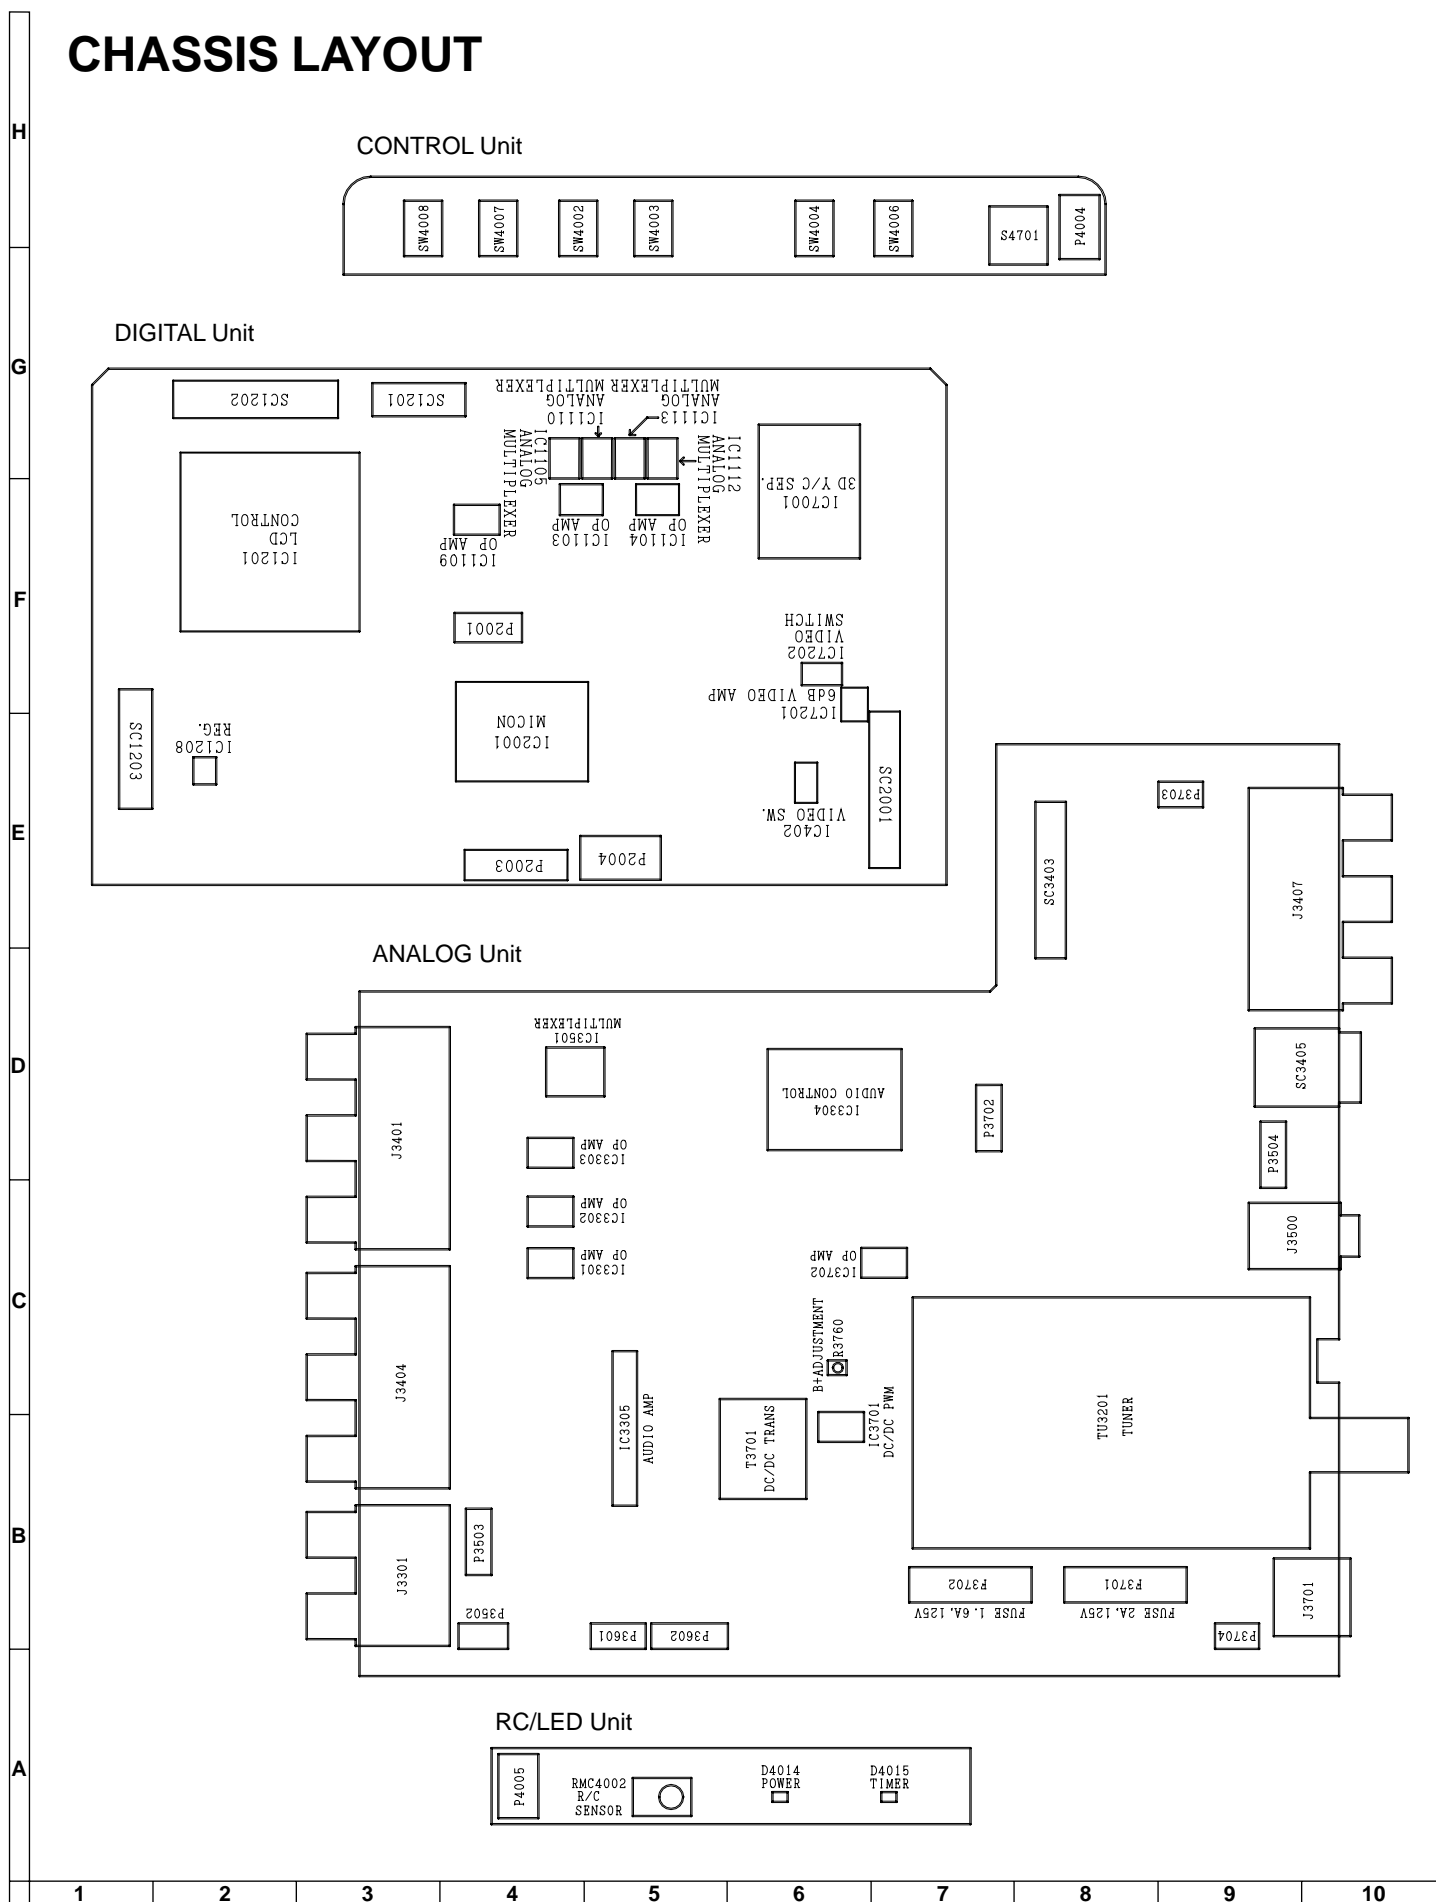 CHASSIS LAYOUT
H
CONTROL Unit
SW4008
SW4007
SW4002
SW4003
SW4004
SW4006
S4701
P4004
DIGITAL Unit
G
SC1202
SC1201
IC1110
ANALOG
MULTIPLEXER
IC1113
ANALOG
MULTIPLEXER
IC1105
ANALOG
MULTIPLEXER
IC1112
ANALOG
MULTIPLEXER
IC7001
3D Y/C SEP.
IC1201
LCD
CONTROL
IC1109
OP AMP
IC1103
OP AMP
IC1104
OP AMP
F
P2001
IC7202
VIDEO
SWITCH
IC7201
6dB VIDEO AMP
SC1203
IC1208
REG.
IC2001
MICON
SC2001
IC402
VIDEO SW.
E
P2003
P2004
P3703
SC3403
J3407
ANALOG Unit
D
IC3501
MULTIPLEXER
IC3304
AUDIO CONTROL
P3702
SC3405
P3504
J3401
IC3303
OP AMP
IC3302
OP AMP
IC3301
OP AMP
IC3702
OP AMP
J3500
C
B+ADJUSTMENT
R3760
J3404
IC3305
AUDIO AMP
T3701
DC/DC TRANS
IC3701
DC/DC PWM
TU3201
TUNER
B
P3503
J3301
F3702
FUSE 1.6A,125V
F3701
FUSE 2A,125V
J3701
P3502
P3601
P3602
P3704
RC/LED Unit
A
P4005
RMC4002
R/C
SENSOR
D4014
POWER
D4015
TIMER
1 2 3 4 5 6 7 8 9 10